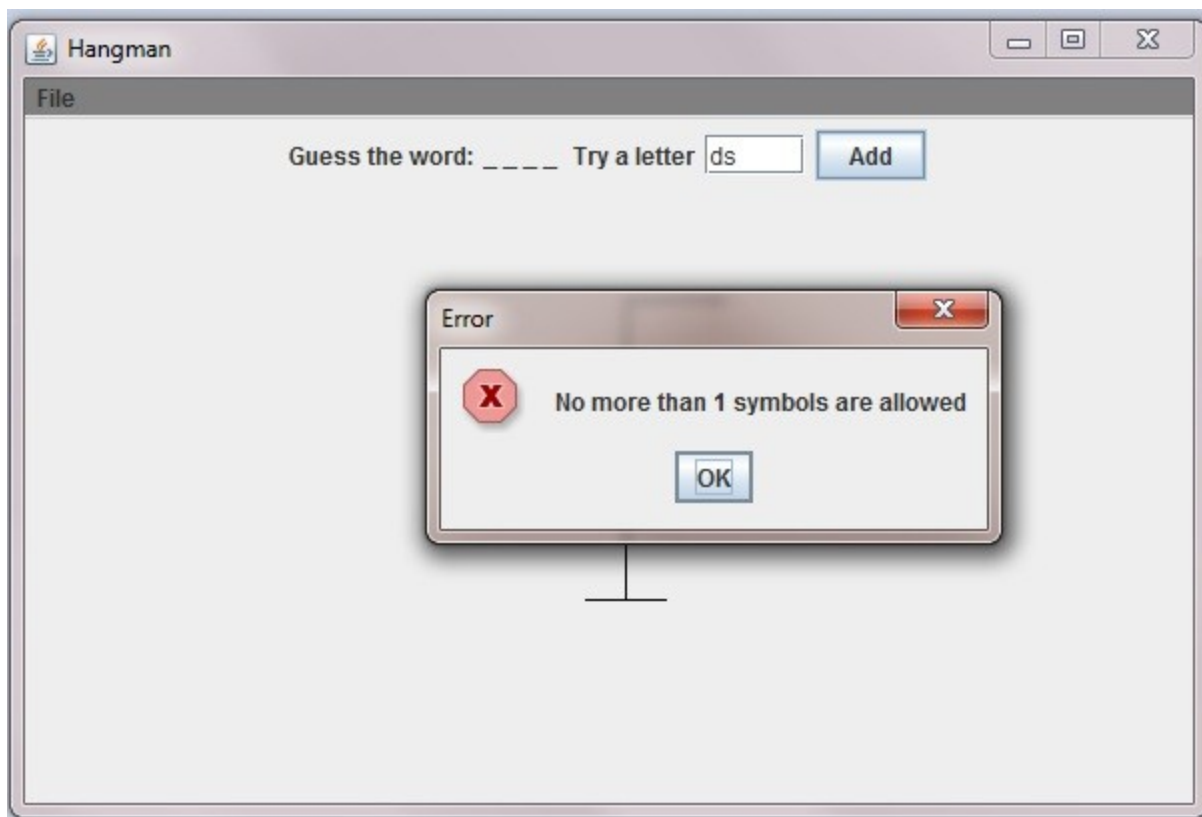 Hangman
File
Guess the word: _ _ _ _ Try a letter ds Add
Error
No more than 1 symbols are allowed
OK